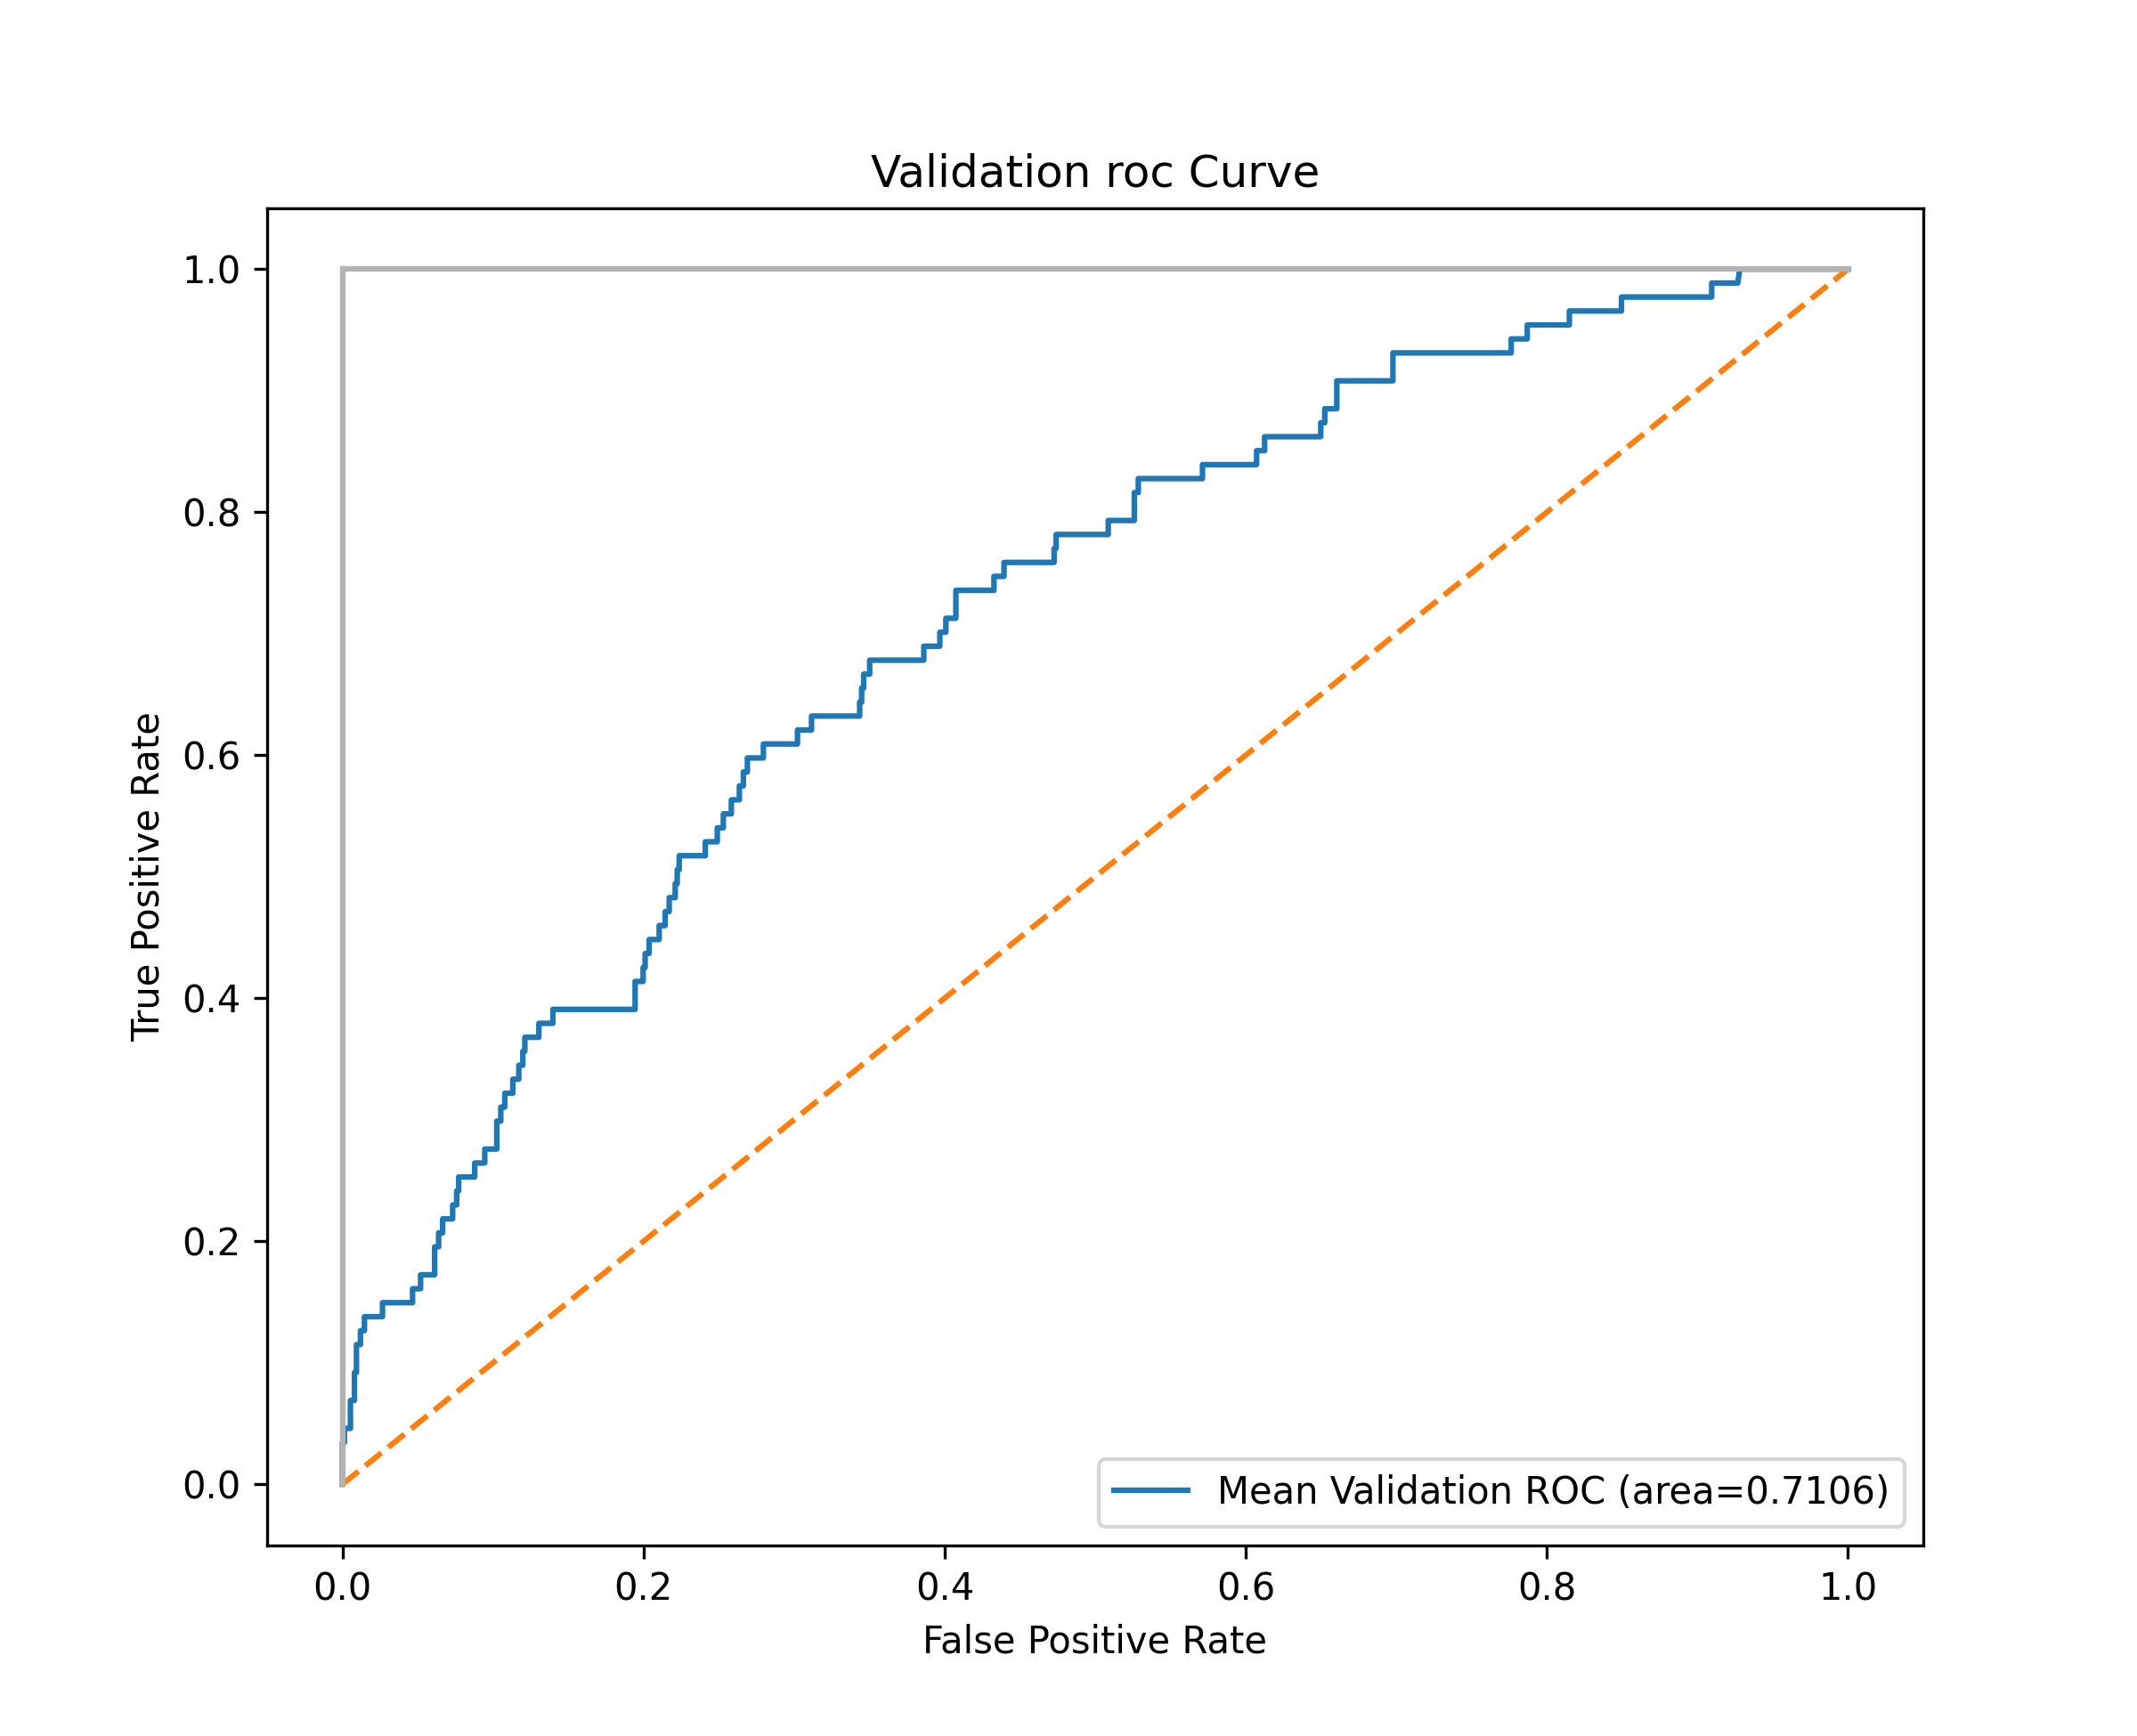 Validation roc Curve
1.0
0.8
0.6
0.4
0.2
0.0
True Positive Rate
Mean Validation ROC (area=0.7106)
0.0 0.2 0.4 0.6 0.8 1.0
False Positive Rate